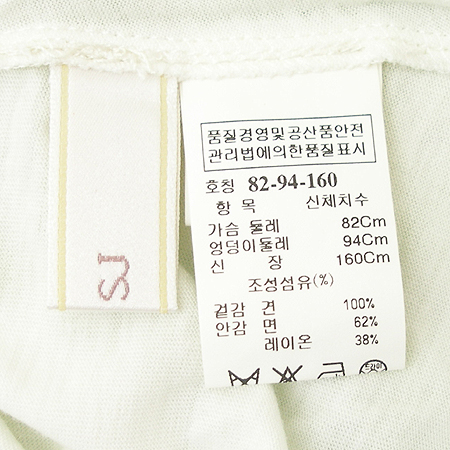 SJ
품질경영및공산품안전
관리법에의한품질표시
호칭 82-94-160
항 목 신체치수
가슴 둘레 82Cm
엉덩이둘레 94Cm
신 장 160Cm
조성섬유(%)
겉감 견 100%
안감 면 62%
레이온 38%
드라이